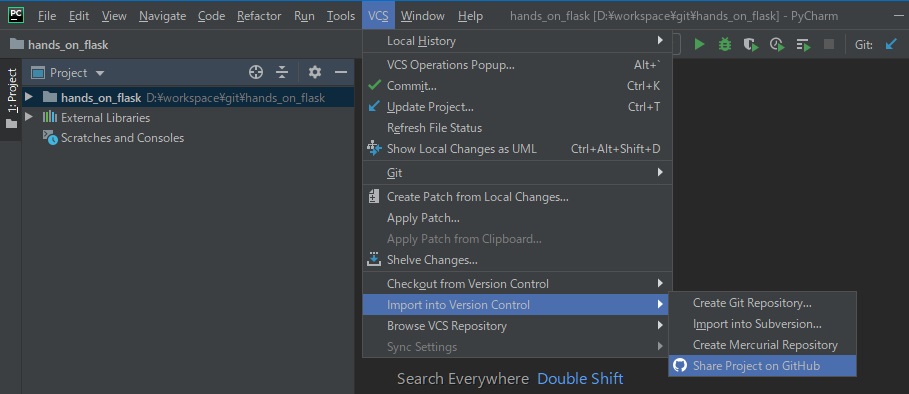 PC File Edit View Navigate Code Refactor Run Tools VCS Window Help hands_on_flask [D:¥workspace¥git¥hands_on_flask] - PyCharm
hands_on_flask
Git:
1: Project
Project
hands_on_flask D:¥workspace¥git¥hands_on_flask
External Libraries
Scratches and Consoles
Local History
VCS Operations Popup... Alt+`
Commit... Ctrl+K
Update Project... Ctrl+T
Refresh File Status
Show Local Changes as UML Ctrl+Alt+Shift+D
Git
Create Patch from Local Changes...
Apply Patch...
Apply Patch from Clipboard...
Shelve Changes...
Checkout from Version Control
Import into Version Control
Browse VCS Repository
Sync Settings
Create Git Repository...
Import into Subversion...
Create Mercurial Repository
Share Project on GitHub
Search Everywhere Double Shift